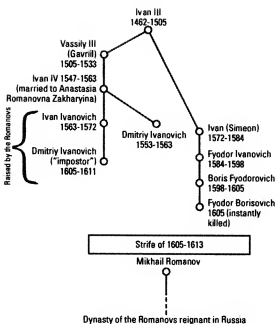 Ivan III
1462-1505
Vassily III
(Gavriil)
1505-1533
Ivan IV 1547-1563
(married to Anastasia
Romanovna Zakharyina)
Ivan Ivanovich
1563-1572
Dmitriy Ivanovich
1553-1563
Ivan (Simeon)
1572-1584
Raised by the Romanovs
Dmitriy Ivanovich
("impostor")
1605-1611
Fyodor Ivanovich
1584-1598
Boris Fyodorovich
1598-1605
Fyodor Borisovich
1605 (instantly
killed)
Strife of 1605-1613
Mikhail Romanov
Dynasty of the Romanovs reignant in Russia